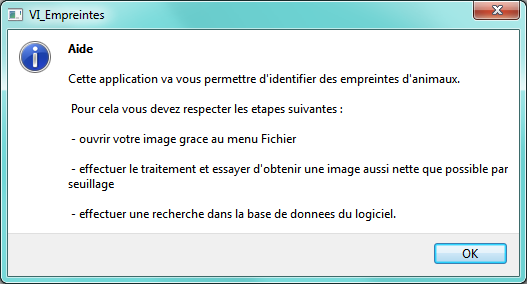 VI_Empreintes
Aide
Cette application va vous permettre d'identifier des empreintes d'animaux.
Pour cela vous devez respecter les etapes suivantes :
- ouvrir votre image grace au menu Fichier
- effectuer le traitement et essayer d'obtenir une image aussi nette que possible par
seuillage
- effectuer une recherche dans la base de donnees du logiciel.
OK